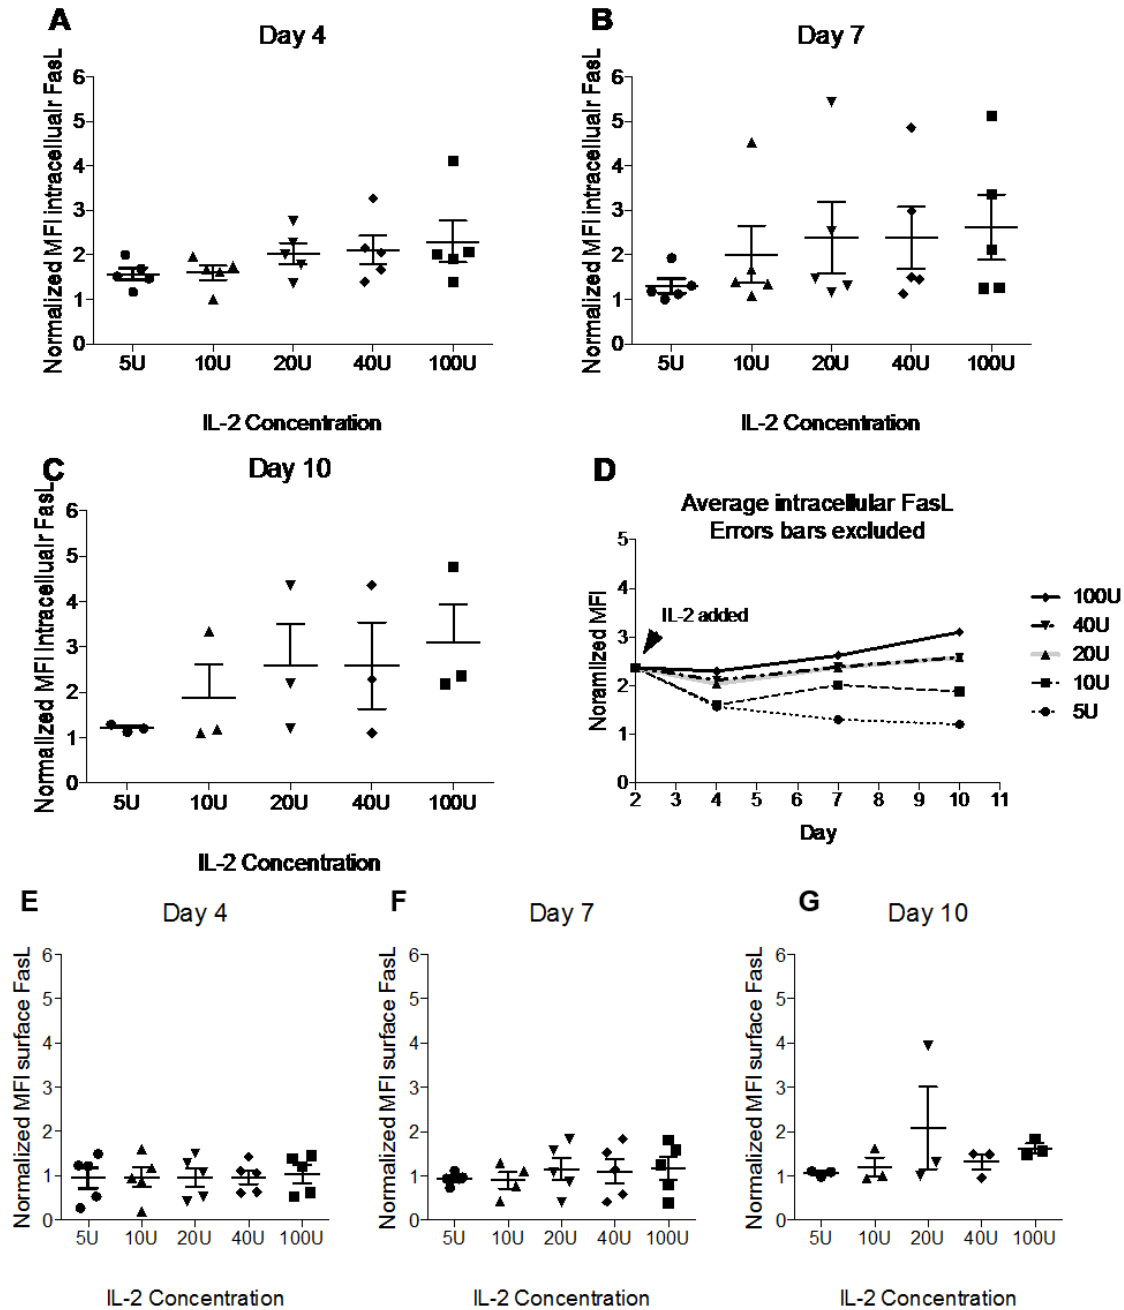 A
Day 4
Normalized MFI intracelluair FasL
6
5
4
3
2
1
0
5U 10U 20U 40U 100U
IL-2 Concentration
B
Day 7
Normalized MFI intracelluair FasL
6
5
4
3
2
1
0
5U 10U 20U 40U 100U
IL-2 Concentration
C
Day 10
Normalized MFI Intracelluair FasL
6
5
4
3
2
1
0
5U 10U 20U 40U 100U
IL-2 Concentration
D
Average intracellular FasL
Errors bars excluded
Noramlized MFI
5
4
3
2
1
0
IL-2 added
2 3 4 5 6 7 8 9 10 11
Day
100U
40U
20U
10U
5U
E
Day 4
Normalized MFI surface FasL
6
5
4
3
2
1
0
5U 10U 20U 40U 100U
IL-2 Concentration
F
Day 7
Normalized MFI surface FasL
6
5
4
3
2
1
0
5U 10U 20U 40U 100U
IL-2 Concentration
G
Day 10
Normalized MFI surface FasL
6
5
4
3
2
1
0
5U 10U 20U 40U 100U
IL-2 Concentration